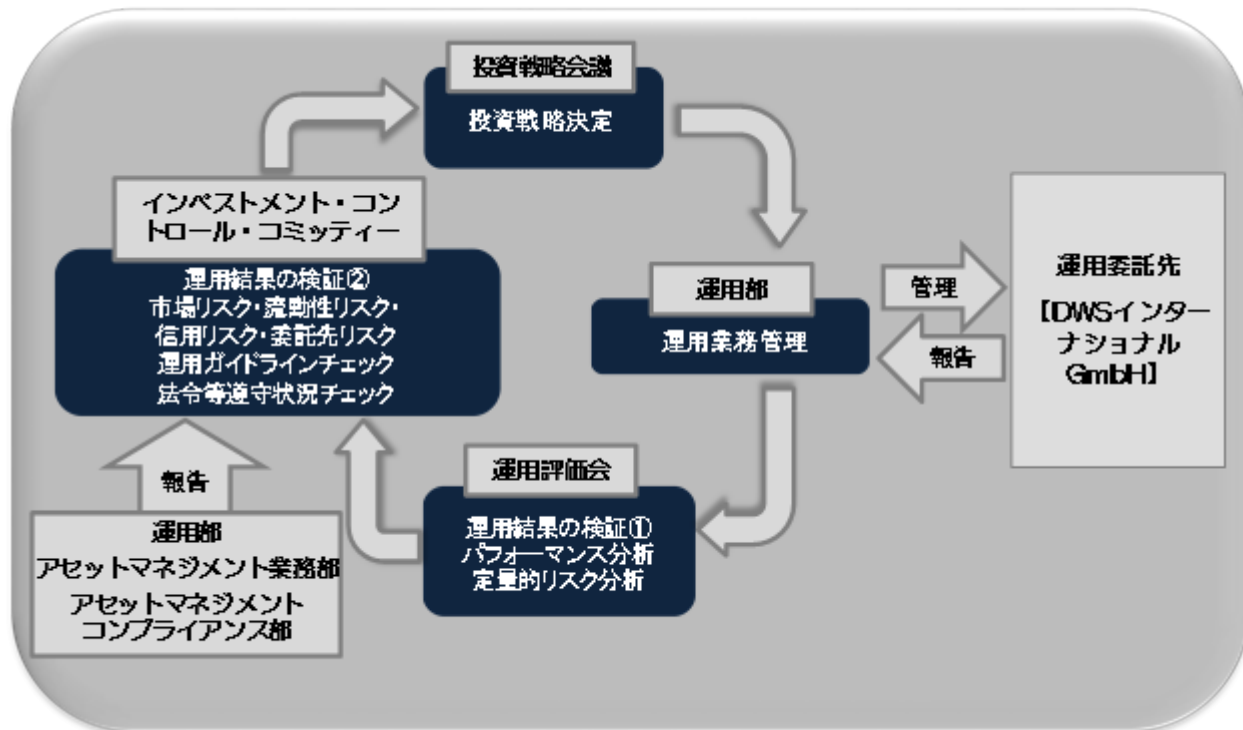 投資戦略会議
投資戦略決定
インベストメント・コン
トロール・コミッティー
運用結果の検証②
市場リスク・流動性リスク・
信用リスク・委託先リスク
運用ガイドラインチェック
法令等遵守状況チェック
運用部
運用業務管理
管理
報告
運用委託先
【DWSインター
ナショナル
GmbH】
運用評価会
運用結果の検証①
パフォーマンス分析
定量的リスク分析
報告
運用部
アセットマネジメント業務部
アセットマネジメント
コンプライアンス部